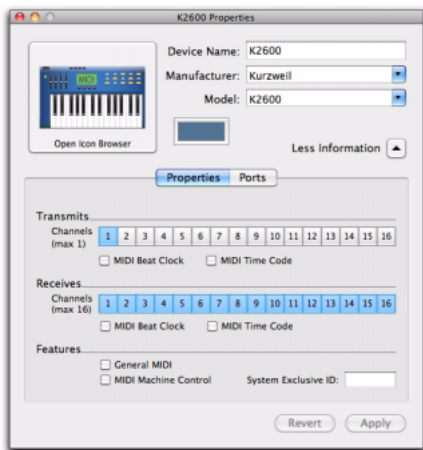 K2600 Properties
Device Name: K2600
Manufacturer: Kurzweil
Model: K2600
MIDI
Open Icon Browser
Less Information
Properties Ports
Transmits
Channels (max 1) 1 2 3 4 5 6 7 8 9 10 11 12 13 14 15 16
MIDI Beat Clock MIDI Time Code
Receives
Channels (max 16) 1 2 3 4 5 6 7 8 9 10 11 12 13 14 15 16
MIDI Beat Clock MIDI Time Code
Features
General MIDI
MIDI Machine Control System Exclusive ID:
Revert Apply